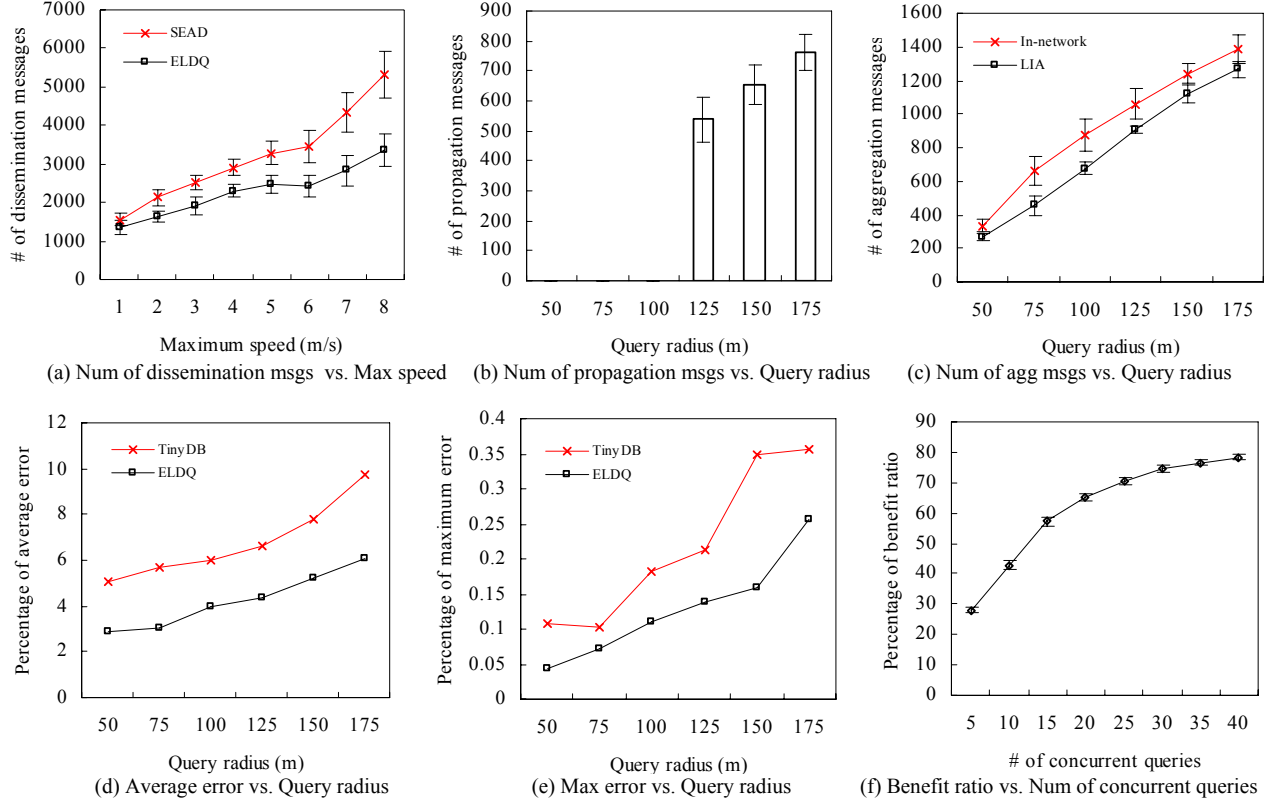 7000
6000
5000
4000
3000
2000
1000
0
# of dissemination messages
SEAD
ELDQ
1 2 3 4 5 6 7 8
Maximum speed (m/s)
(a) Num of dissemination msgs vs. Max speed
900
800
700
600
500
400
300
200
100
0
# of propagation messages
50 75 100 125 150 175
Query radius (m)
(b) Num of propagation msgs vs. Query radius
1600
1400
1200
1000
800
600
400
200
0
# of aggregation messages
In-network
LIA
50 75 100 125 150 175
Query radius (m)
(c) Num of agg msgs vs. Query radius
12
10
8
6
4
2
0
Percentage of average error
TinyDB
ELDQ
50 75 100 125 150 175
Query radius (m)
(d) Average error vs. Query radius
0.4
0.35
0.3
0.25
0.2
0.15
0.1
0.05
0
Percentage of maximum error
TinyDB
ELDQ
50 75 100 125 150 175
Query radius (m)
(e) Max error vs. Query radius
90
80
70
60
50
40
30
20
10
0
Percentage of benefit ratio
5 10 15 20 25 30 35 40
# of concurrent queries
(f) Benefit ratio vs. Num of concurrent queries